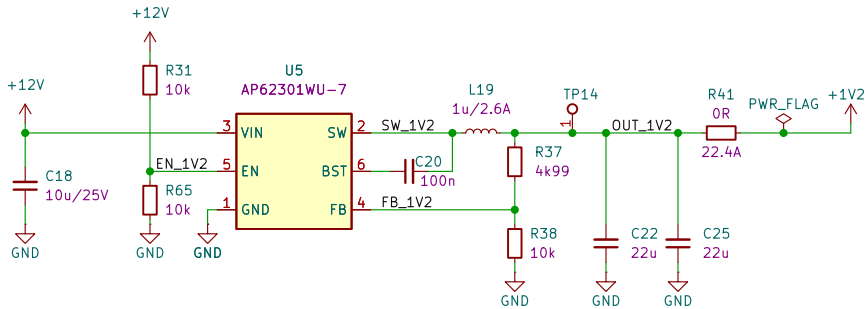 +12V
+12V
R31
10k
U5
AP62301WU-7
L19
1u/2.6A
TP14
1
R41
0R
22.4A
PWR_FLAG
+1V2
3
VIN
SW
2
SW_1V2
OUT_1V2
EN_1V2
5
EN
BST
6
C20
100n
R37
4k99
C18
10u/25V
R65
10k
1
GND
FB
4
FB_1V2
R38
10k
C22
22u
C25
22u
GND
GND
GND
GND
GND
GND